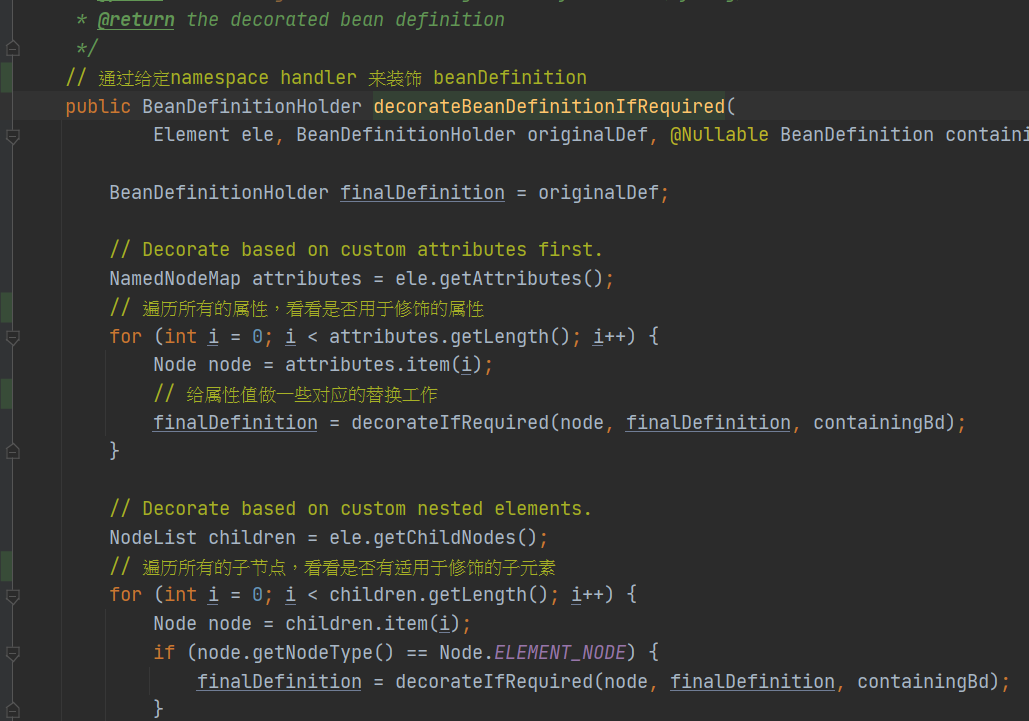 * @return the decorated bean definition
*/
// 通过给定namespace handler 来装饰 beanDefinition
public BeanDefinitionHolder decorateBeanDefinitionIfRequired(
Element ele, BeanDefinitionHolder originalDef, @Nullable BeanDefinition containi
BeanDefinitionHolder finalDefinition = originalDef;
// Decorate based on custom attributes first.
NamedNodeMap attributes = ele.getAttributes();
// 遍历所有的属性，看看是否用于修饰的属性
for (int i = 0; i < attributes.getLength(); i++) {
Node node = attributes.item(i);
// 给属性值做一些对应的替换工作
finalDefinition = decorateIfRequired(node, finalDefinition, containingBd);
}
// Decorate based on custom nested elements.
NodeList children = ele.getChildNodes();
// 遍历所有的子节点，看看是否有适用于修饰的子元素
for (int i = 0; i < children.getLength(); i++) {
Node node = children.item(i);
if (node.getNodeType() == Node.ELEMENT_NODE) {
finalDefinition = decorateIfRequired(node, finalDefinition, containingBd);
}